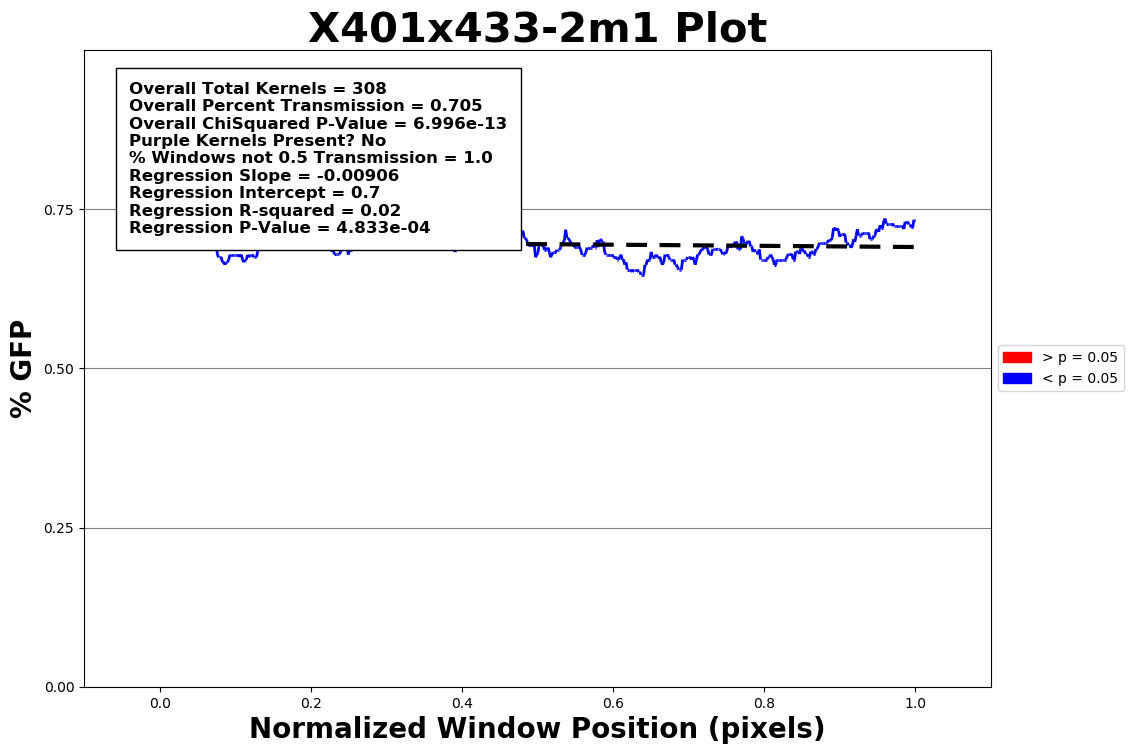 X401x433-2m1 Plot
Overall Total Kernels = 308
Overall Percent Transmission = 0.705
Overall ChiSquared P-Value = 6.996e-13
Purple Kernels Present? No
% Windows not 0.5 Transmission = 1.0
Regression Slope = -0.00906
Regression Intercept = 0.7
Regression R-squared = 0.02
Regression P-Value = 4.833e-04
0.75
0.50
0.25
0.00
% GFP
> p = 0.05
< p = 0.05
0.0 0.2 0.4 0.6 0.8 1.0
Normalized Window Position (pixels)